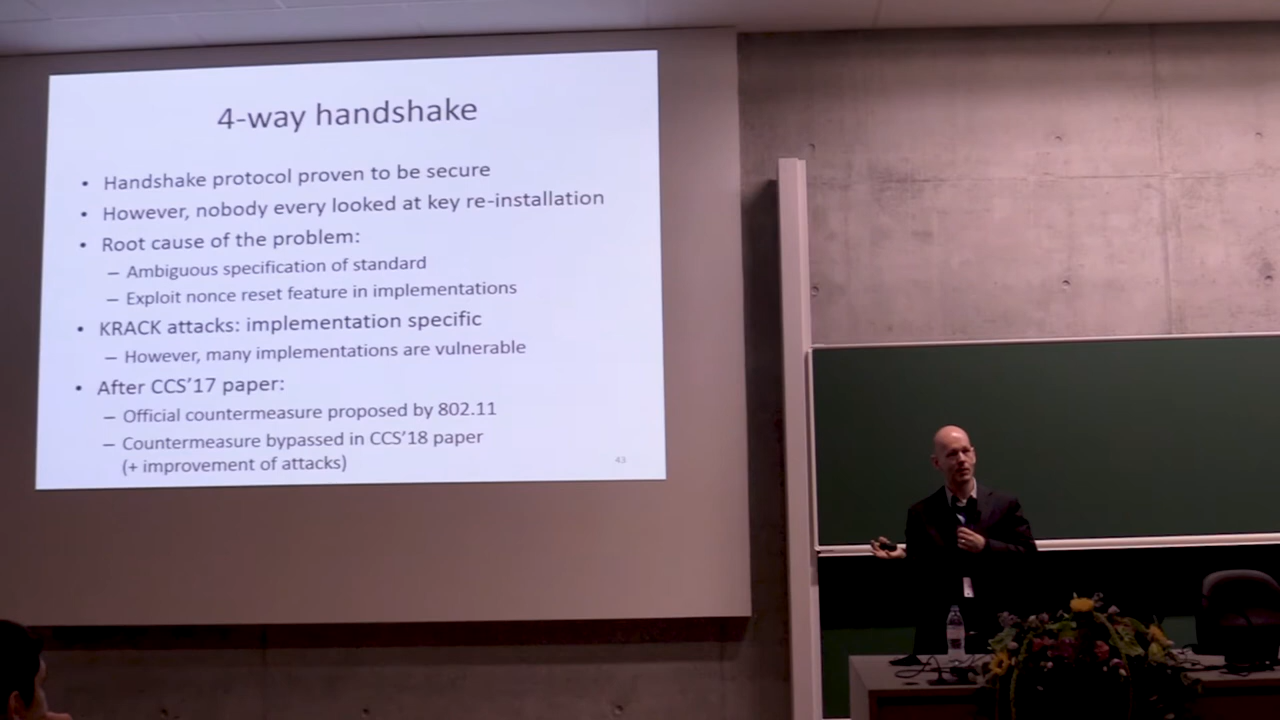 4-way handshake
• Handshake protocol proven to be secure
• However, nobody every looked at key re-installation
• Root cause of the problem:
– Ambiguous specification of standard
– Exploit nonce reset feature in implementations
• KRACK attacks: implementation specific
– However, many implementations are vulnerable
• After CCS'17 paper:
– Official countermeasure proposed by 802.11
– Countermeasure bypassed in CCS'18 paper
(+ improvement of attacks)
43